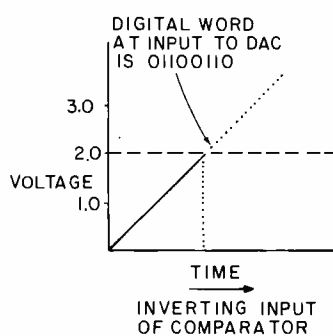 DIGITAL WORD
AT INPUT TO DAC
IS 01100110
3.0
2.0
VOLTAGE
1.0
TIME
INVERTING INPUT
OF COMPARATOR